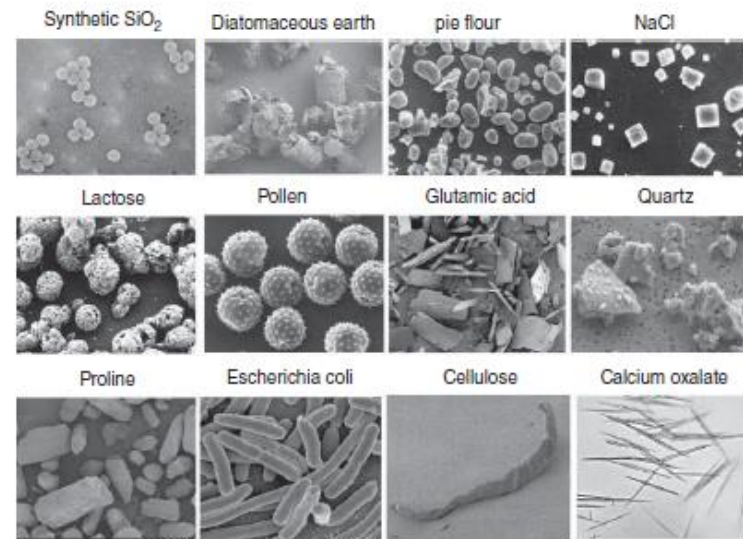 Synthetic SiO₂ Diatomaceous earth pie flour NaCl
Lactose Pollen Glutamic acid Quartz
Proline Escherichia coli Cellulose Calcium oxalate